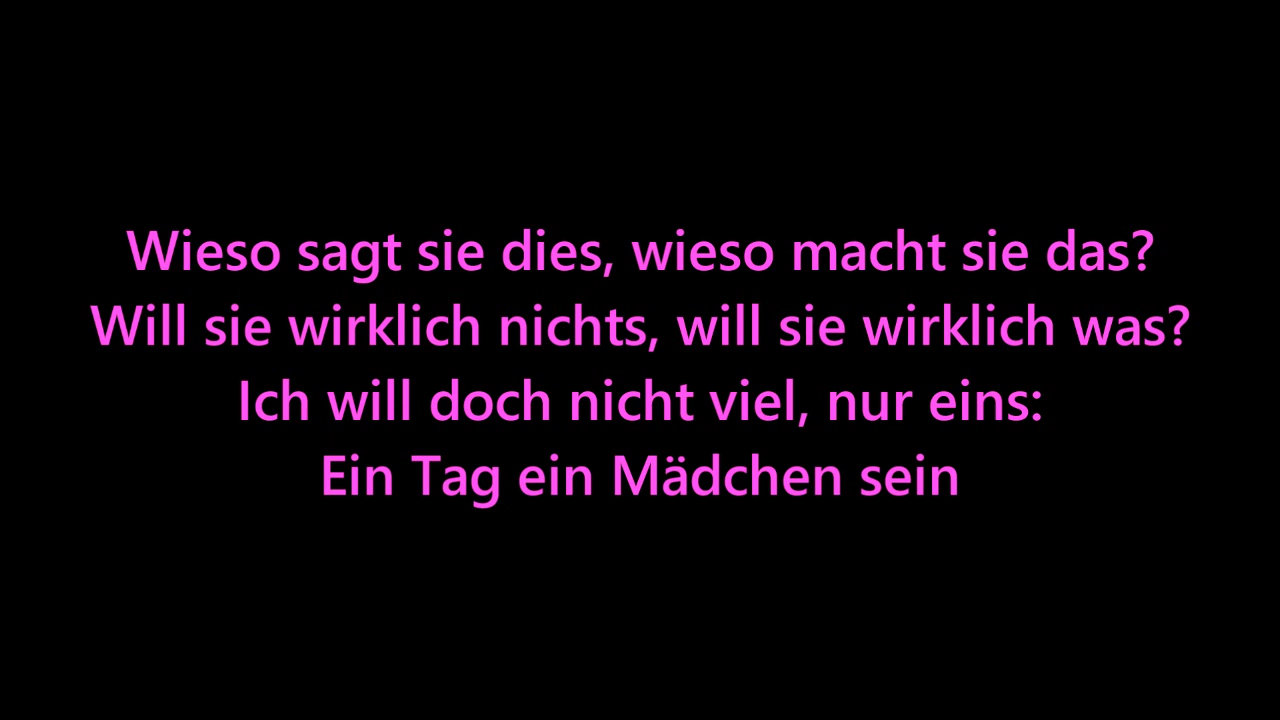 Wieso sagt sie dies, wieso macht sie das?
Will sie wirklich nichts, will sie wirklich was?
Ich will doch nicht viel, nur eins:
Ein Tag ein Mädchen sein